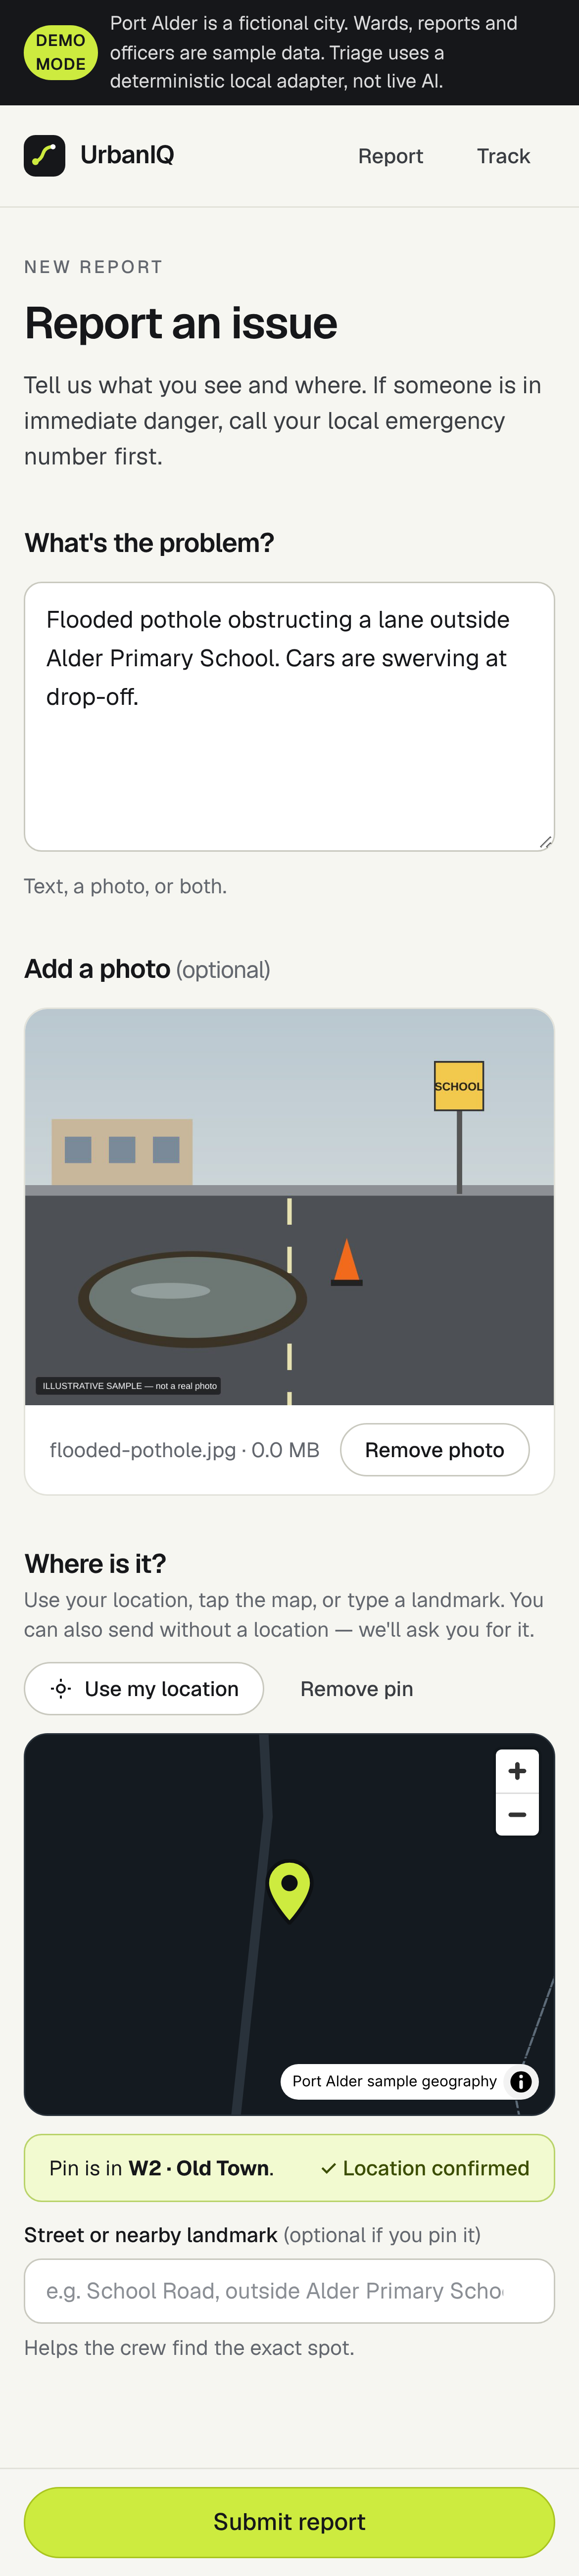 DEMO
MODE
Port Alder is a fictional city. Wards, reports and
officers are sample data. Triage uses a
deterministic local adapter, not live AI.
UrbanIQ
Report
Track
NEW REPORT
Report an issue
Tell us what you see and where. If someone is in
immediate danger, call your local emergency
number first.
What's the problem?
Flooded pothole obstructing a lane outside
Alder Primary School. Cars are swerving at
drop-off.
Text, a photo, or both.
Add a photo (optional)
SCHOOL
ILLUSTRATIVE SAMPLE — not a real photo
flooded-pothole.jpg · 0.0 MB
Remove photo
Where is it?
Use your location, tap the map, or type a landmark. You
can also send without a location — we'll ask you for it.
Use my location
Remove pin
Port Alder sample geography
Pin is in W2 · Old Town.
✓ Location confirmed
Street or nearby landmark (optional if you pin it)
e.g. School Road, outside Alder Primary Scho
Helps the crew find the exact spot.
Submit report